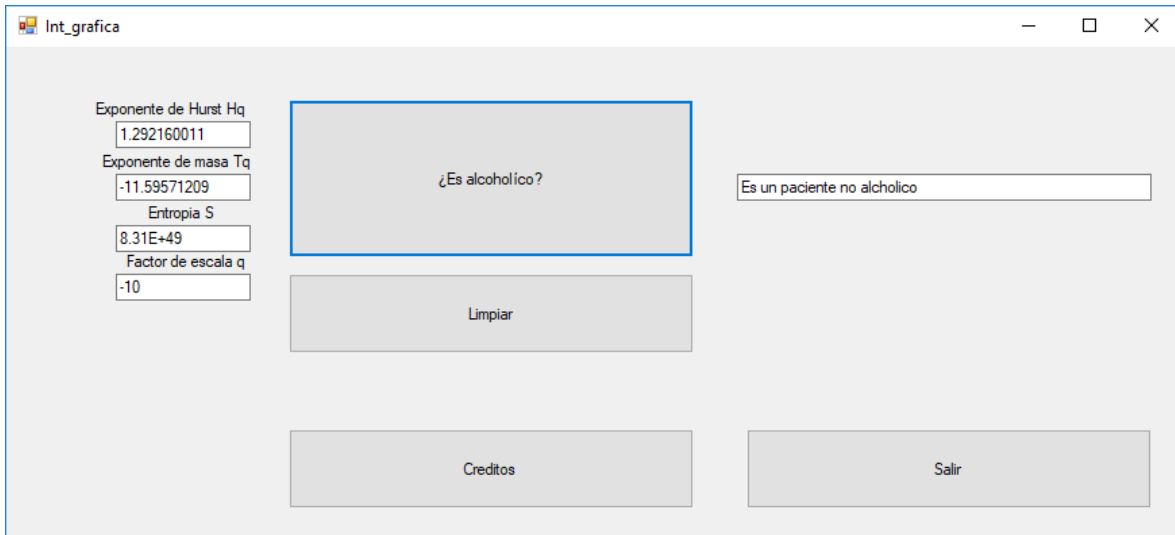 Int_grafica
Exponente de Hurst Hq
1.292160011
Exponente de masa Tq
-11.59571209
Entropia S
8.31E+49
Factor de escala q
-10
¿Es alcoholíco?
Limpiar
Creditos
Es un paciente no alcholico
Salir